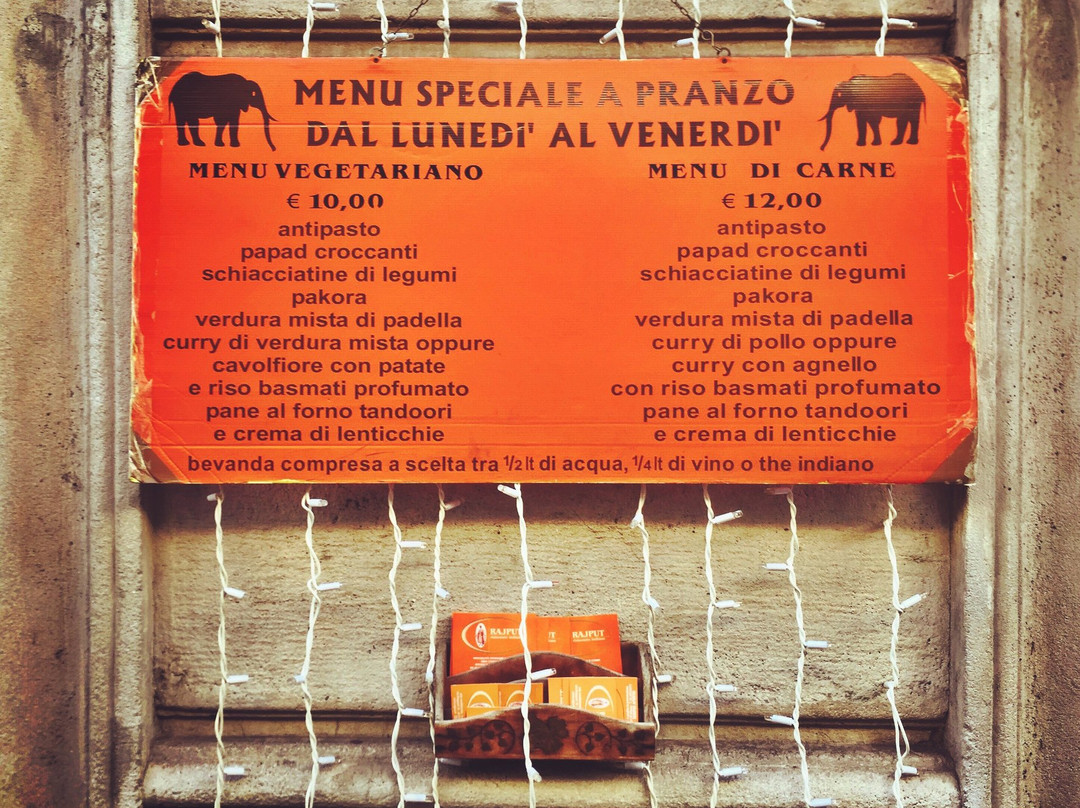 MENU SPECIALE A PRANZO
DAL LUNEDI' AL VENERDI'
MENU VEGETARIANO
€ 10,00
antipasto
papad croccanti
schiacciatine di legumi
pakora
verdura mista di padella
curry di verdura mista oppure
cavolfiore con patate
e riso basmati profumato
pane al forno tandoori
e crema di lenticchie
MENU DI CARNE
€ 12,00
antipasto
papad croccanti
schiacciatine di legumi
pakora
verdura mista di padella
curry di pollo oppure
curry con agnello
con riso basmati profumato
pane al forno tandoori
e crema di lenticchie
bevanda compresa a scelta tra 1/2 lt di acqua, 1/4 lt di vino o the indiano
RAJPUT
RAJPUT